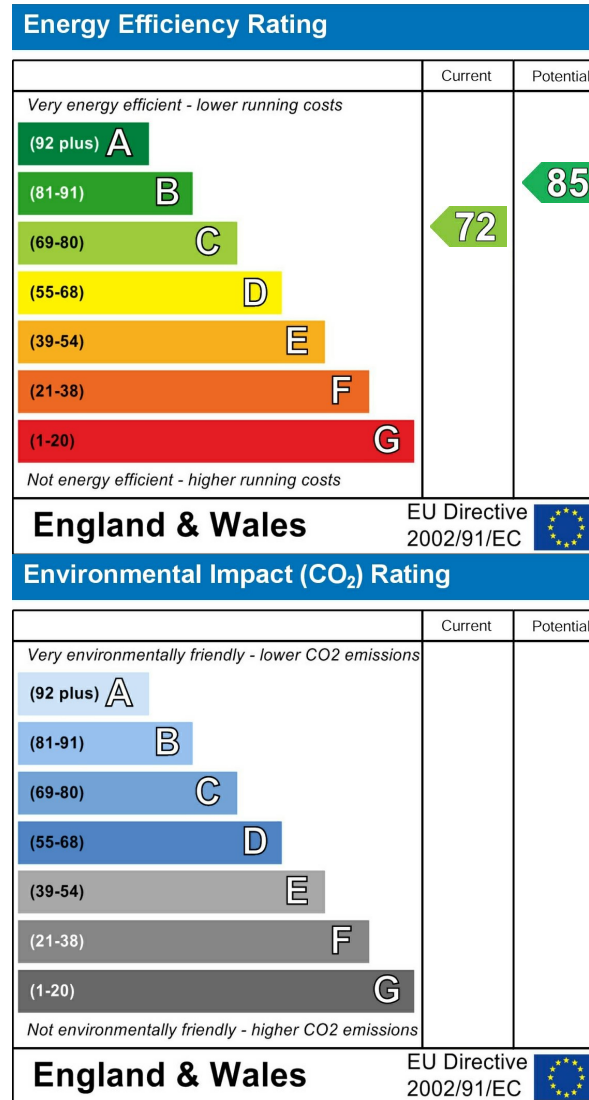 Energy Efficiency Rating
Current Potential
Very energy efficient - lower running costs
(92 plus) A
(81-91) B
(69-80) C
(55-68) D
(39-54) E
(21-38) F
(1-20) G
72
85
Not energy efficient - higher running costs
England & Wales
EU Directive
2002/91/EC
Environmental Impact (CO₂) Rating
Current Potential
Very environmentally friendly - lower CO2 emissions
(92 plus) A
(81-91) B
(69-80) C
(55-68) D
(39-54) E
(21-38) F
(1-20) G
Not environmentally friendly - higher CO2 emissions
England & Wales
EU Directive
2002/91/EC